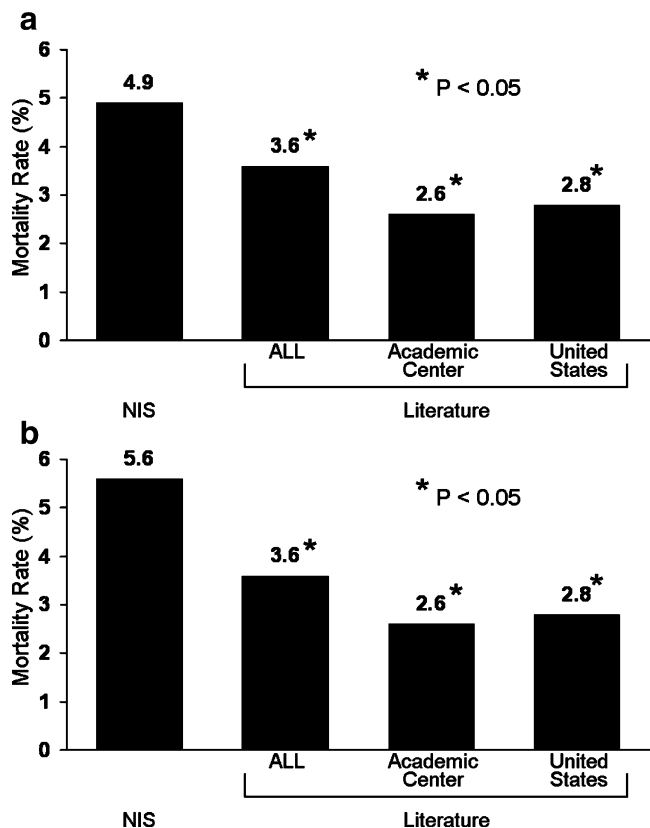 a
Mortality Rate (%)
6
5
4
3
2
1
0
4.9
3.6 *
2.6 *
2.8 *
* P < 0.05
ALL
Academic
Center
United
States
NIS
Literature
b
Mortality Rate (%)
6
5
4
3
2
1
0
5.6
3.6 *
2.6 *
2.8 *
* P < 0.05
ALL
Academic
Center
United
States
NIS
Literature